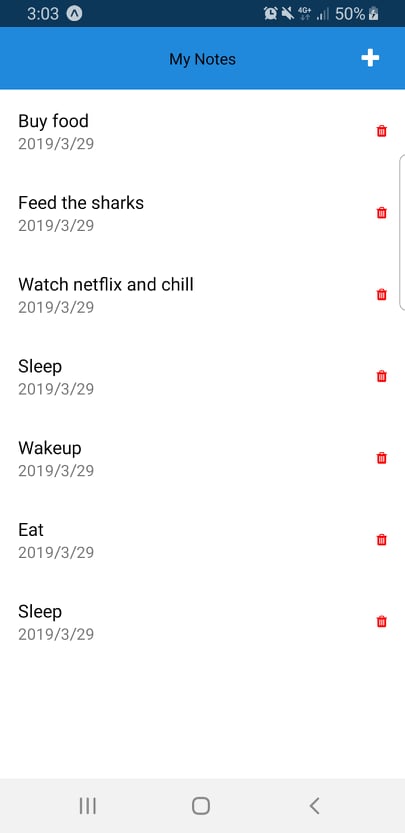 3:03 4G+ 50%
My Notes
Buy food
2019/3/29
Feed the sharks
2019/3/29
Watch netflix and chill
2019/3/29
Sleep
2019/3/29
Wakeup
2019/3/29
Eat
2019/3/29
Sleep
2019/3/29